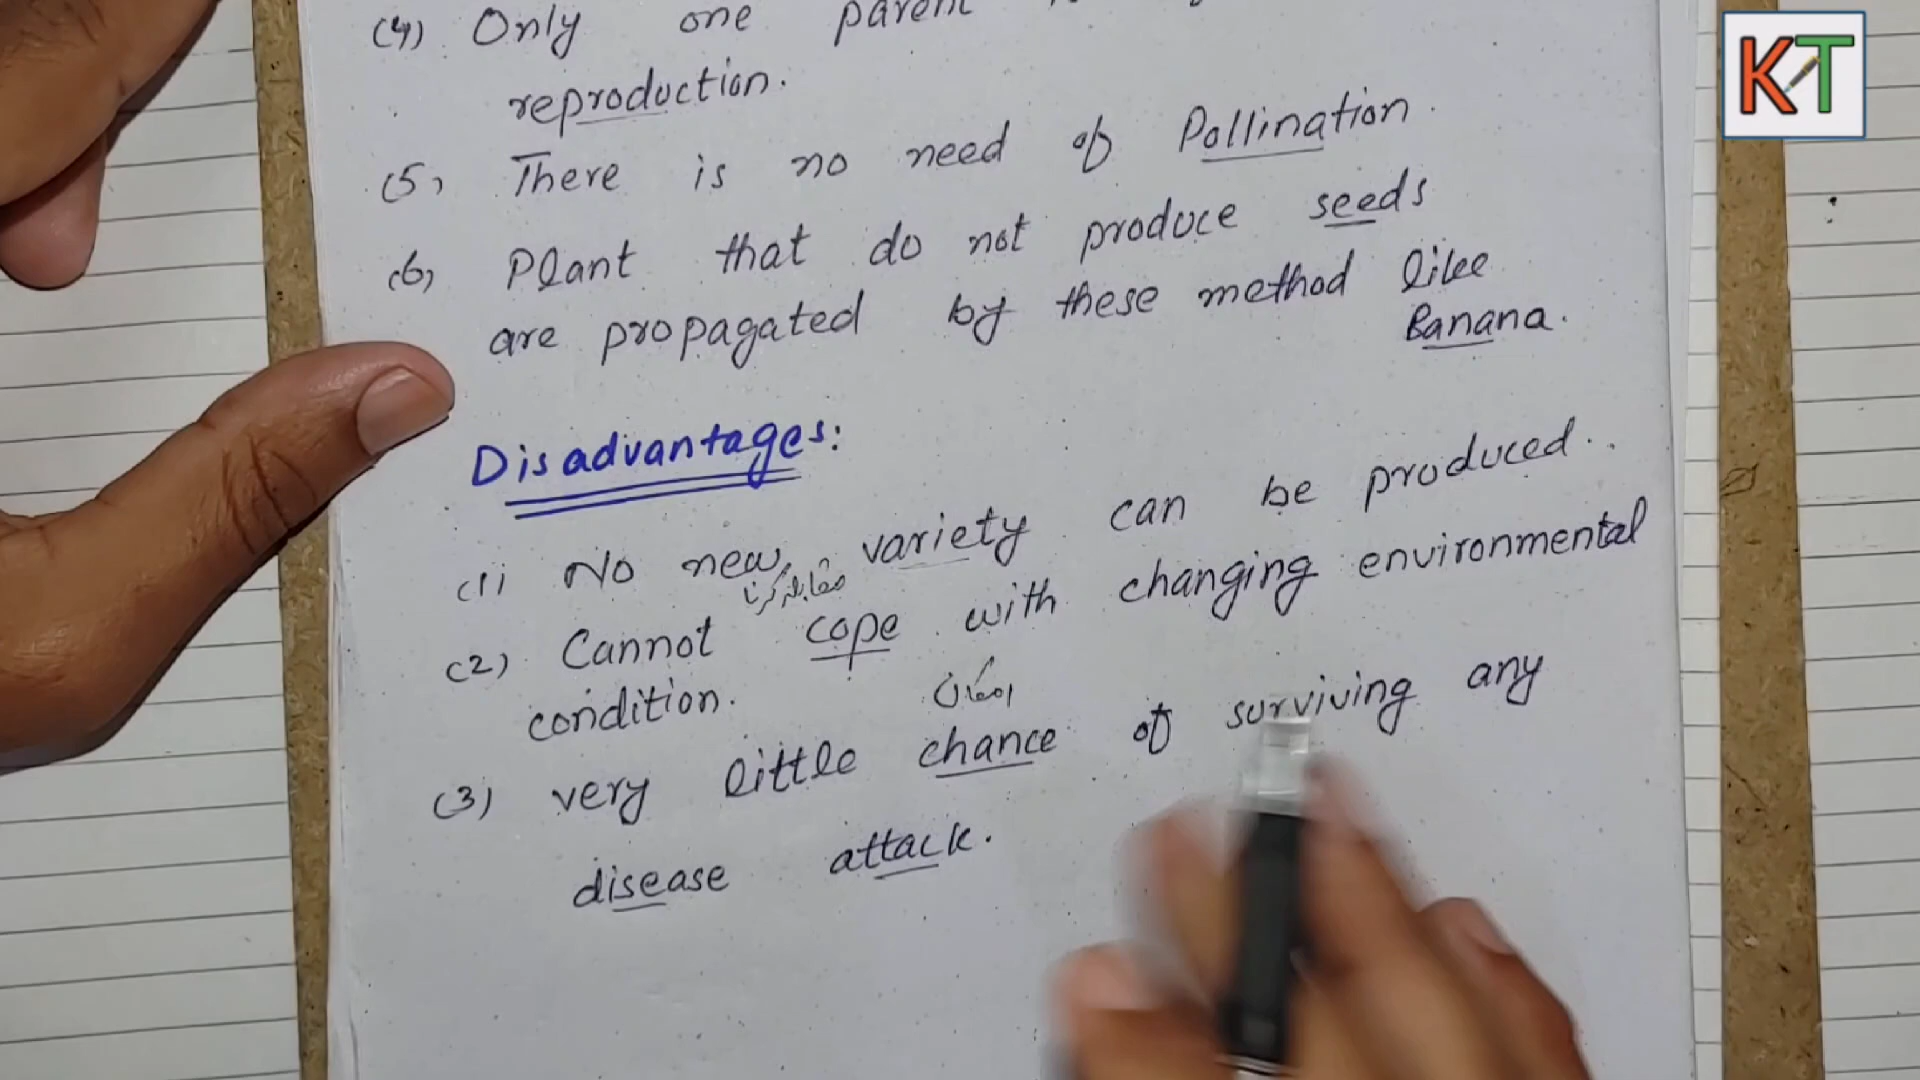 (4) Only one parent
reproduction.
(5) There is no need of Pollination.
(6) Plant that do not produce seeds
are propagated by these method like
Banana.
Disadvantages:
(1) No new variety can be produced.
مقابلہ کرنا
(2) Cannot cope with changing environmental
condition.
امکان
(3) very little chance of surviving any
disease attack.
KT